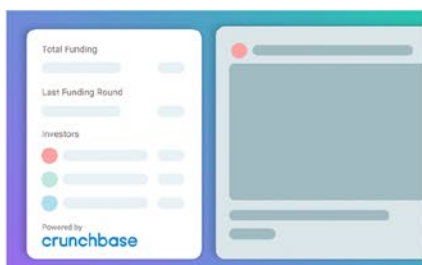 Total Funding
Last Funding Round
Investors
Powered by
crunchbase